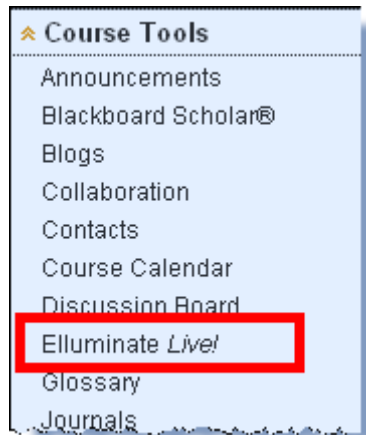 Course Tools
Announcements
Blackboard Scholar®
Blogs
Collaboration
Contacts
Course Calendar
Discussion Board
Elluminate Live!
Glossary
Journals